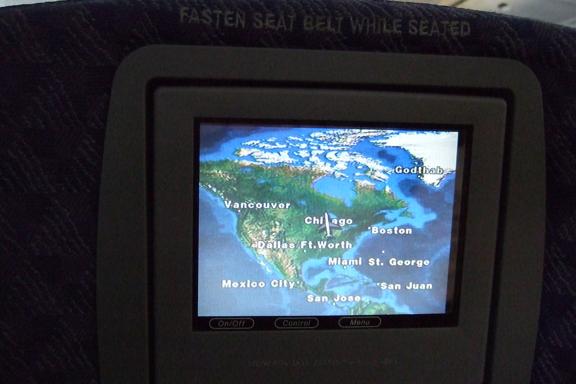 FASTEN SEAT BELT WHILE SEATED
Godthab
Vancouver
Chicago
Boston
Dallas Ft.Worth
Miami St. George
Mexico City
San Juan
San Jose
On/Off Control Menu